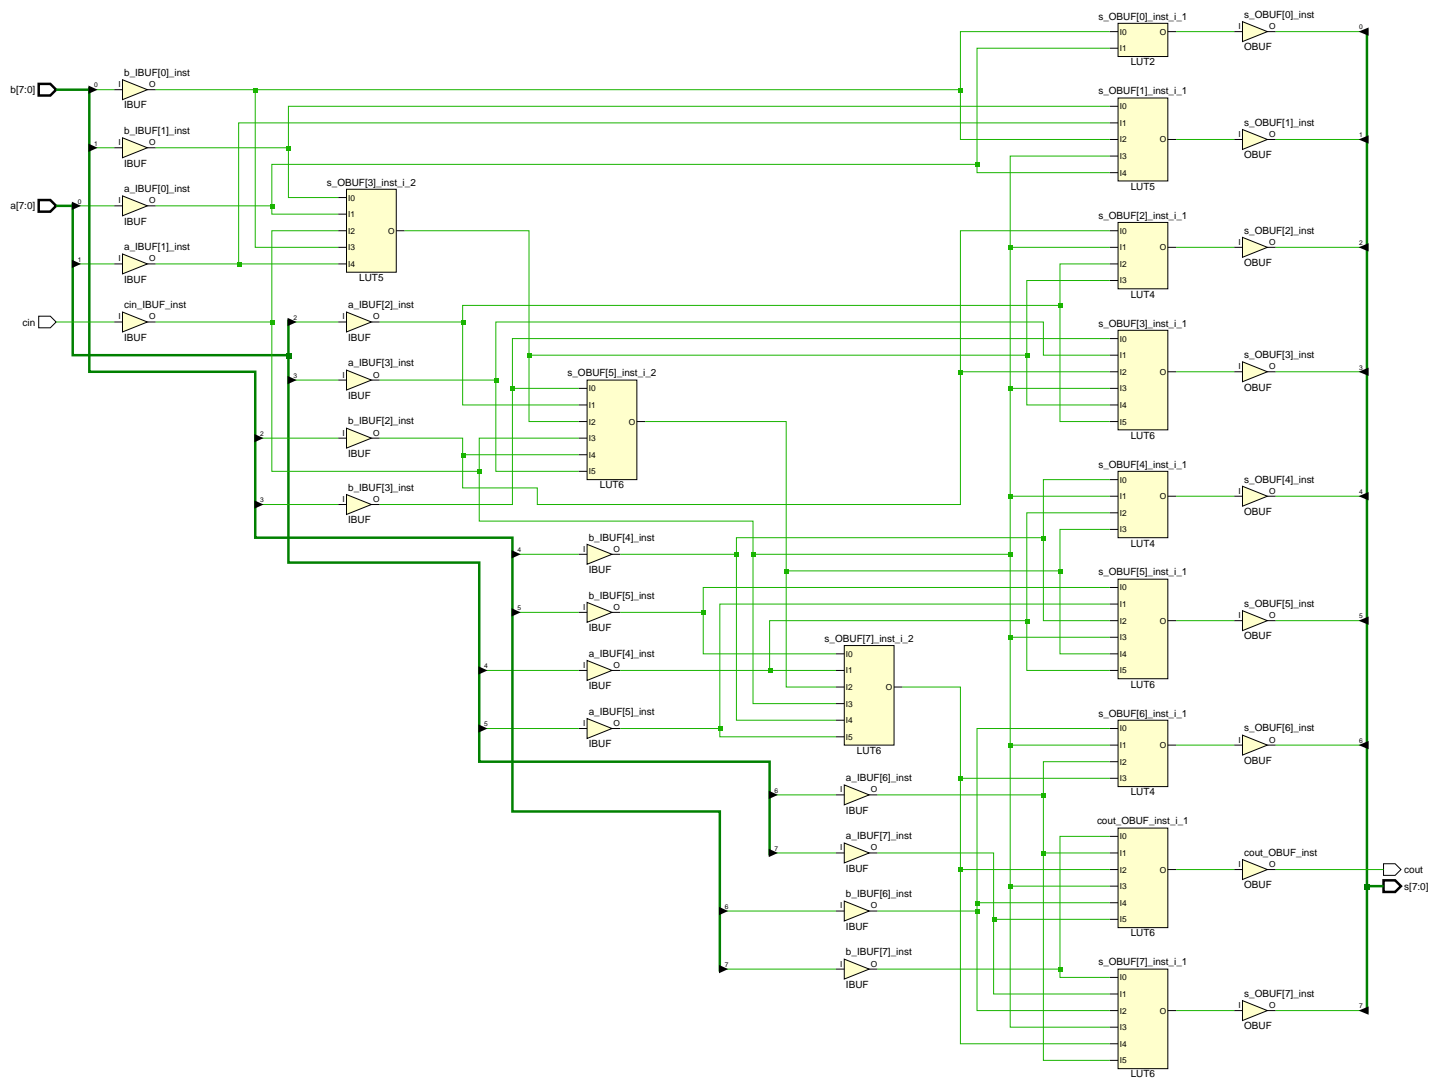 b[7:0]
0
b_IBUF[0]_inst
I O
IBUF
1
b_IBUF[1]_inst
I O
IBUF
a[7:0]
0
a_IBUF[0]_inst
I O
IBUF
1
a_IBUF[1]_inst
I O
IBUF
cin
cin_IBUF_inst
I O
IBUF
s_OBUF[3]_inst_i_2
I0
I1
I2
I3
I4
O
LUT5
2
a_IBUF[2]_inst
I O
IBUF
3
a_IBUF[3]_inst
I O
IBUF
2
b_IBUF[2]_inst
I O
IBUF
3
b_IBUF[3]_inst
I O
IBUF
s_OBUF[5]_inst_i_2
I0
I1
I2
I3
I4
I5
O
LUT6
4
b_IBUF[4]_inst
I O
IBUF
5
b_IBUF[5]_inst
I O
IBUF
4
a_IBUF[4]_inst
I O
IBUF
5
a_IBUF[5]_inst
I O
IBUF
s_OBUF[7]_inst_i_2
I0
I1
I2
I3
I4
I5
O
LUT6
6
a_IBUF[6]_inst
I O
IBUF
7
a_IBUF[7]_inst
I O
IBUF
6
b_IBUF[6]_inst
I O
IBUF
7
b_IBUF[7]_inst
I O
IBUF
s_OBUF[0]_inst_i_1
I0
I1
O
LUT2
s_OBUF[0]_inst
I O
OBUF
0
s_OBUF[1]_inst_i_1
I0
I1
I2
I3
I4
O
LUT5
s_OBUF[1]_inst
I O
OBUF
1
s_OBUF[2]_inst_i_1
I0
I1
I2
I3
O
LUT4
s_OBUF[2]_inst
I O
OBUF
2
s_OBUF[3]_inst_i_1
I0
I1
I2
I3
I4
I5
O
LUT6
s_OBUF[3]_inst
I O
OBUF
3
s_OBUF[4]_inst_i_1
I0
I1
I2
I3
O
LUT4
s_OBUF[4]_inst
I O
OBUF
4
s_OBUF[5]_inst_i_1
I0
I1
I2
I3
I4
I5
O
LUT6
s_OBUF[5]_inst
I O
OBUF
5
s_OBUF[6]_inst_i_1
I0
I1
I2
I3
O
LUT4
s_OBUF[6]_inst
I O
OBUF
6
cout_OBUF_inst_i_1
I0
I1
I2
I3
I4
I5
O
LUT6
cout_OBUF_inst
I O
OBUF
cout
s[7:0]
s_OBUF[7]_inst_i_1
I0
I1
I2
I3
I4
I5
O
LUT6
s_OBUF[7]_inst
I O
OBUF
7